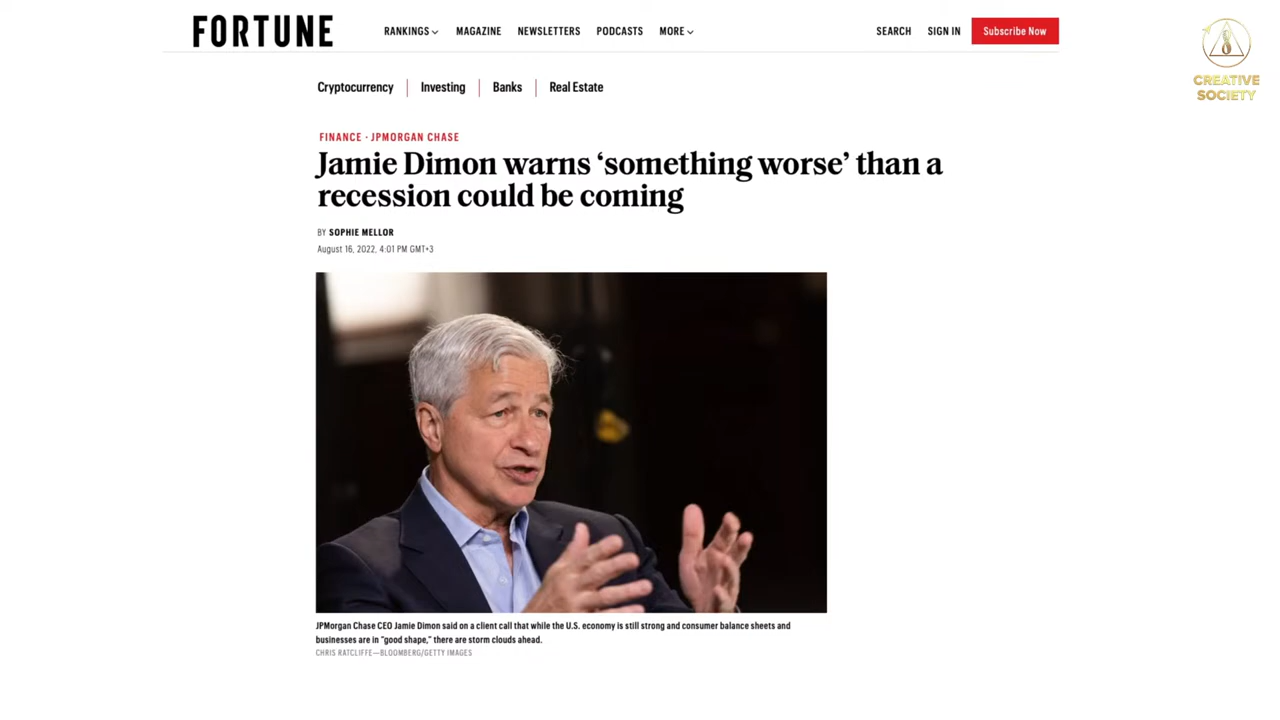 FORTUNE
RANKINGS MAGAZINE NEWSLETTERS PODCASTS MORE
SEARCH SIGN IN Subscribe Now
CREATIVE
SOCIETY
Cryptocurrency Investing Banks Real Estate
FINANCE · JPMORGAN CHASE
Jamie Dimon warns ‘something worse’ than a
recession could be coming
BY SOPHIE MELLOR
August 16, 2022, 4:01 PM GMT+3
JPMorgan Chase CEO Jamie Dimon said on a client call that while the U.S. economy is still strong and consumer balance sheets and
businesses are in "good shape," there are storm clouds ahead.
CHRIS RATCLIFFE—BLOOMBERG/GETTY IMAGES